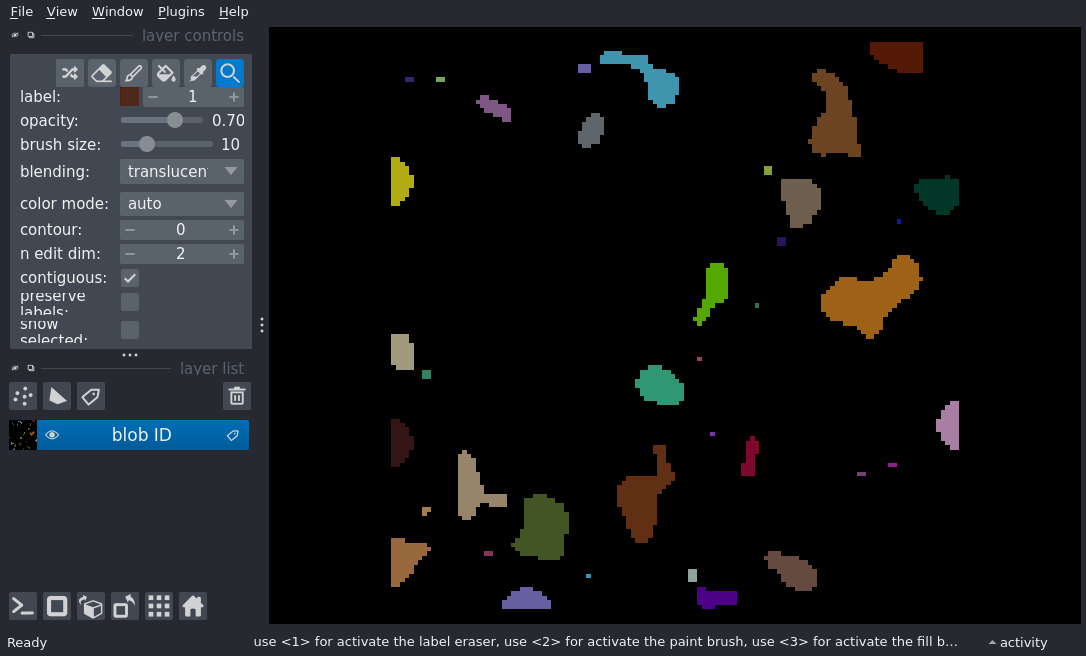 File View Window Plugins Help
layer controls
label: 1
opacity: 0.70
brush size: 10
blending: translucen
color mode: auto
contour: 0
n edit dim: 2
contiguous:
preserve
labels:
show
selected:
layer list
blob ID
Ready
use <1> for activate the label eraser, use <2> for activate the paint brush, use <3> for activate the fill b...
activity